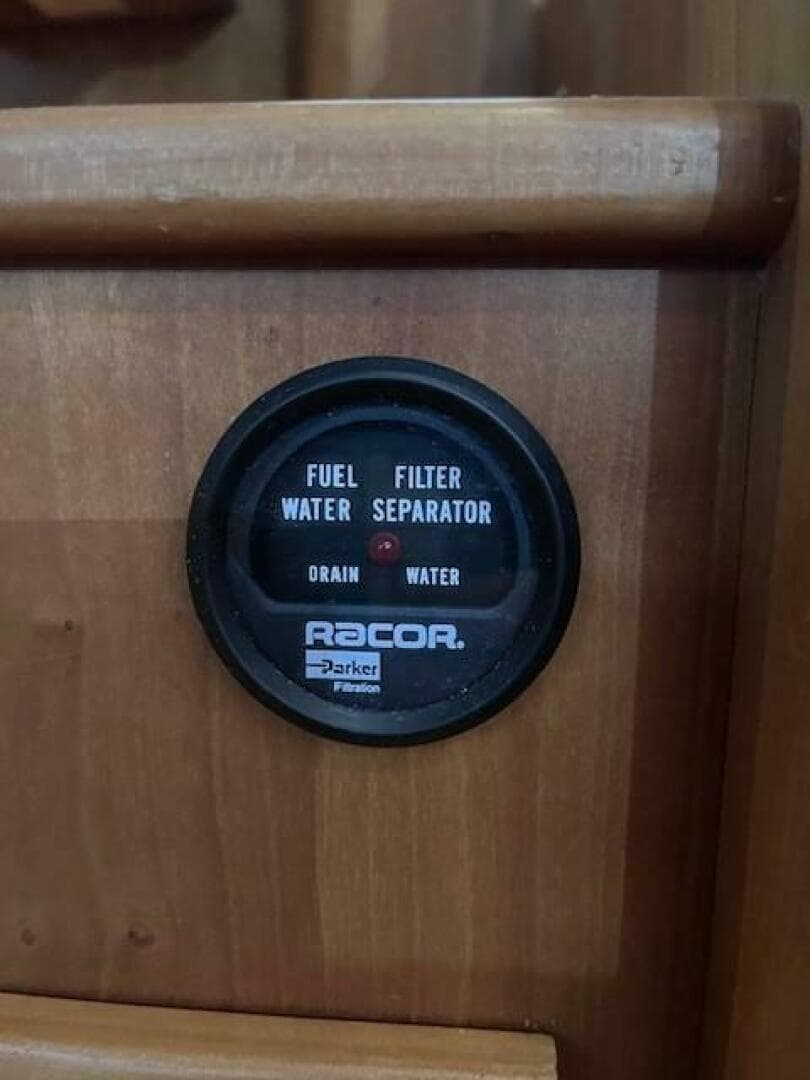 FUEL FILTER
WATER SEPARATOR
DRAIN WATER
RACOR.
Parker
Filtration